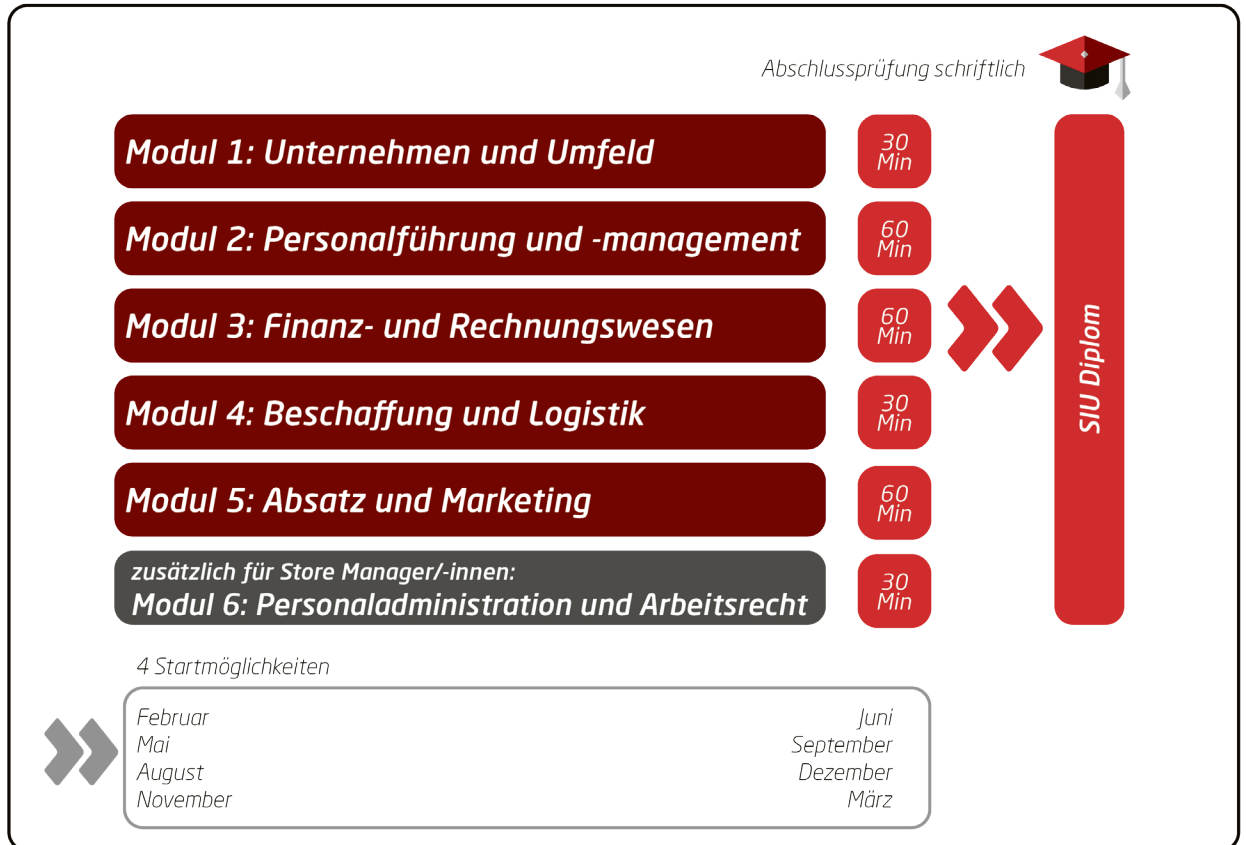 Abschlussprüfung schriftlich
Modul 1: Unternehmen und Umfeld
30
Min
Modul 2: Personalführung und -management
60
Min
Modul 3: Finanz- und Rechnungswesen
60
Min
Modul 4: Beschaffung und Logistik
30
Min
Modul 5: Absatz und Marketing
60
Min
zusätzlich für Store Manager/-innen:
Modul 6: Personaladministration und Arbeitsrecht
30
Min
SIU Diplom
4 Startmöglichkeiten
Februar Juni
Mai September
August Dezember
November März